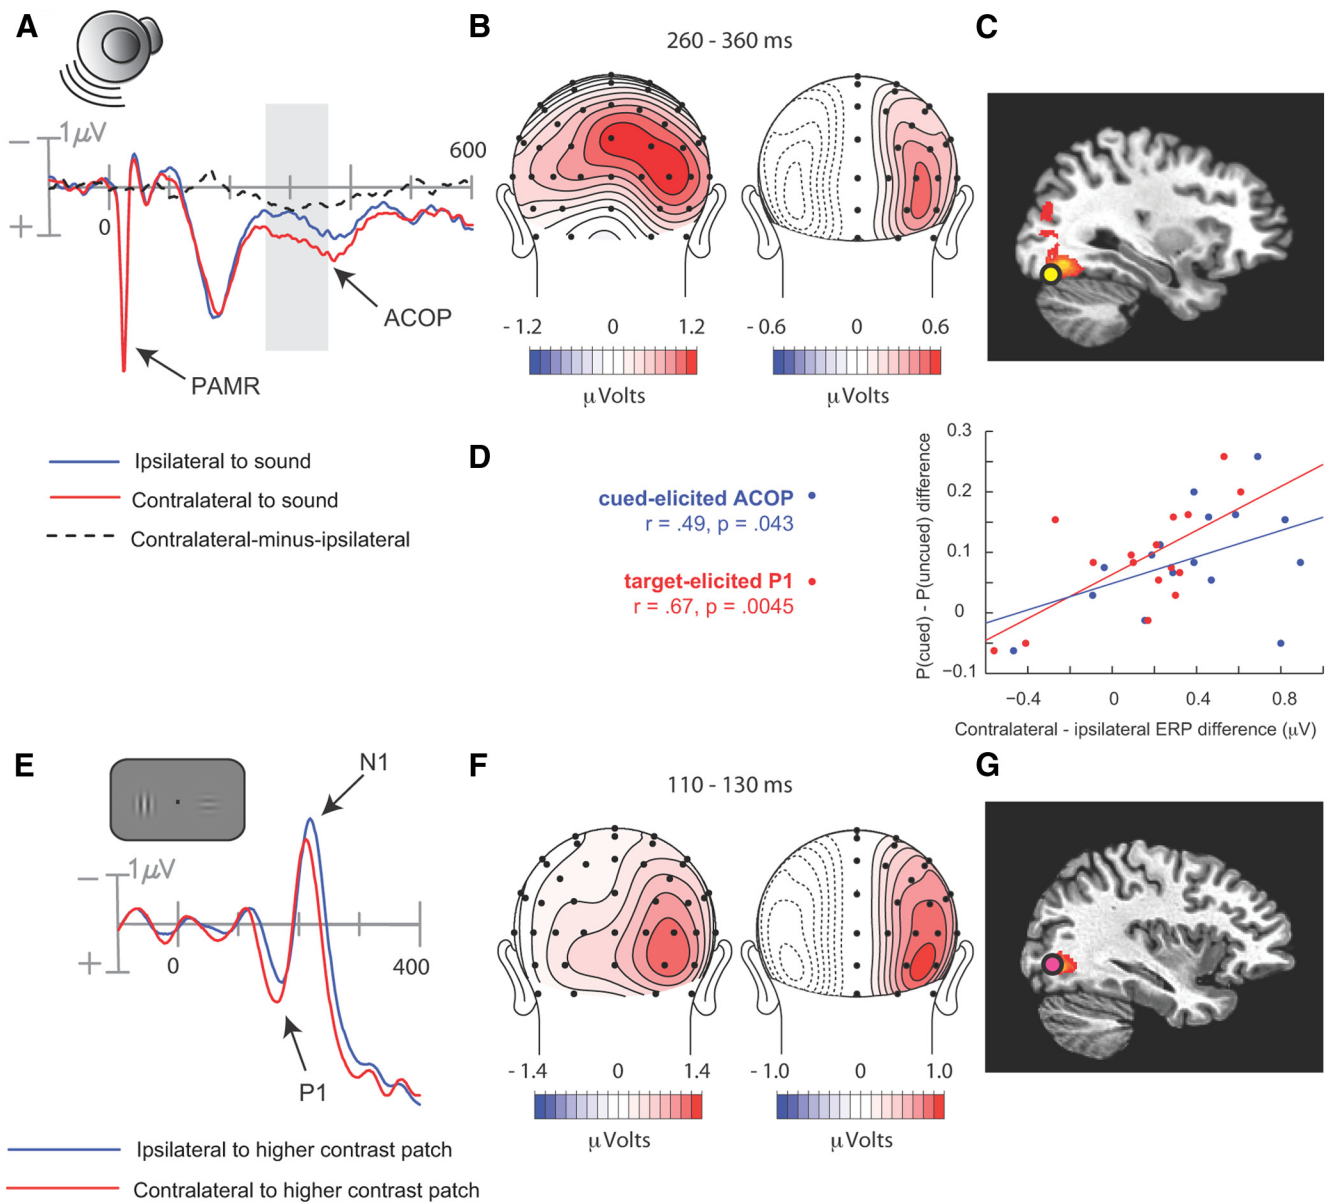 A
1μV
−
+
0
600
ACOP
PAMR
Ipsilateral to sound
Contralateral to sound
Contralateral-minus-ipsilateral
B
260 - 360 ms
- 1.2 0 1.2
μVolts
- 0.6 0 0.6
μVolts
C
D
cued-elicited ACOP
r = .49, p = .043
target-elicited P1
r = .67, p = .0045
P(cued) - P(uncued) difference
0.3
0.2
0.1
0
−0.1
−0.4 0 0.4 0.8
Contralateral - ipsilateral ERP difference (μV)
E
N1
1μV
−
+
0
400
P1
Ipsilateral to higher contrast patch
Contralateral to higher contrast patch
F
110 - 130 ms
- 1.4 0 1.4
μVolts
- 1.0 0 1.0
μVolts
G